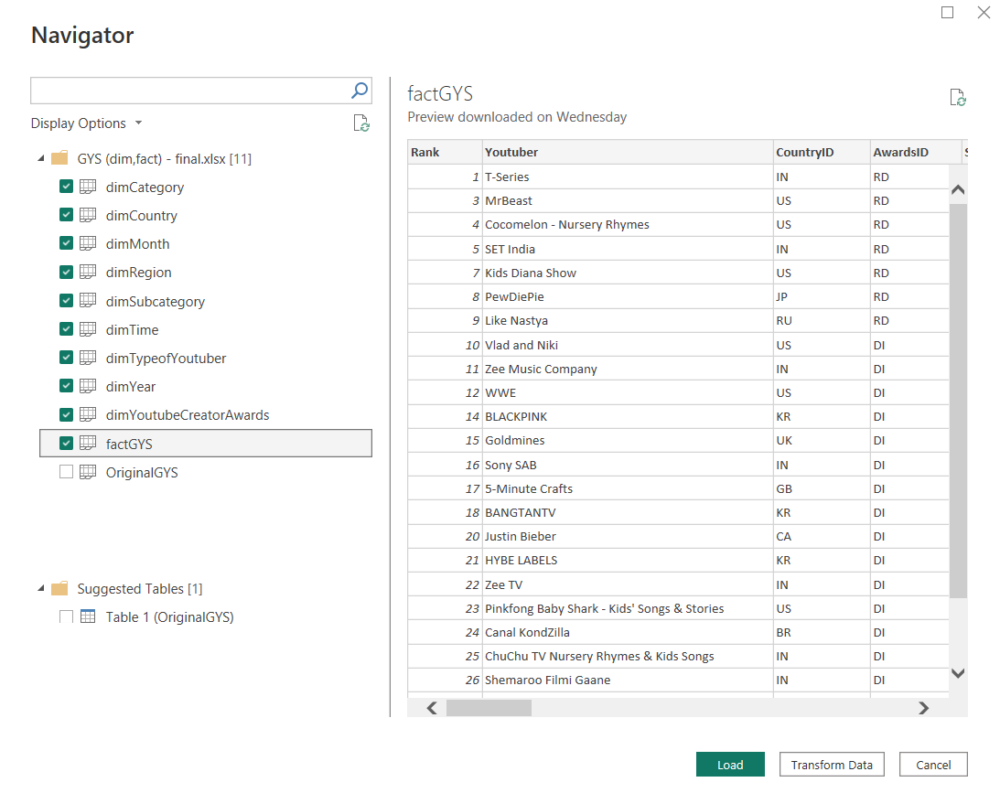 Navigator
Display Options
GYS (dim,fact) - final.xlsx [11]
dimCategory
dimCountry
dimMonth
dimRegion
dimSubcategory
dimTime
dimTypeofYoutuber
dimYear
dimYoutubeCreatorAwards
factGYS
OriginalGYS
Suggested Tables [1]
Table 1 (OriginalGYS)
factGYS
Preview downloaded on Wednesday
Rank Youtuber CountryID AwardsID
1 T-Series IN RD
3 MrBeast US RD
4 Cocomelon - Nursery Rhymes US RD
5 SET India IN RD
7 Kids Diana Show US RD
8 PewDiePie JP RD
9 Like Nastya RU RD
10 Vlad and Niki US DI
11 Zee Music Company IN DI
12 WWE US DI
14 BLACKPINK KR DI
15 Goldmines UK DI
16 Sony SAB IN DI
17 5-Minute Crafts GB DI
18 BANGTANTV KR DI
20 Justin Bieber CA DI
21 HYBE LABELS KR DI
22 Zee TV IN DI
23 Pinkfong Baby Shark - Kids' Songs & Stories US DI
24 Canal KondZilla BR DI
25 ChuChu TV Nursery Rhymes & Kids Songs IN DI
26 Shemaroo Filmi Gaane IN DI
Load Transform Data Cancel